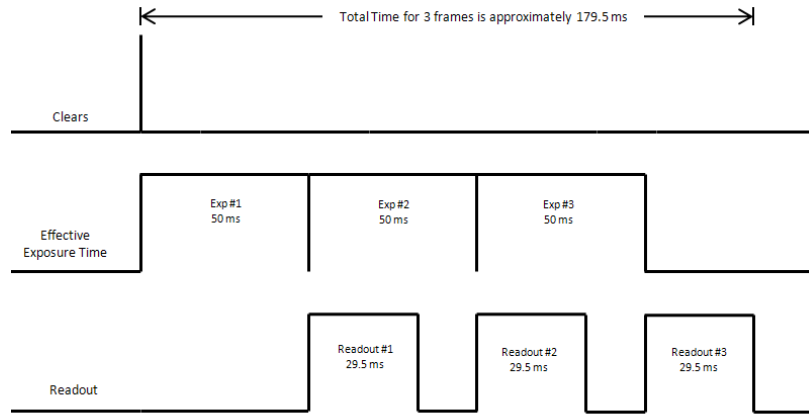 Total Time for 3 frames is approximately 179.5 ms
Clears
Exp #1
50 ms
Exp #2
50 ms
Exp #3
50 ms
Effective
Exposure Time
Readout #1
29.5 ms
Readout #2
29.5 ms
Readout #3
29.5 ms
Readout